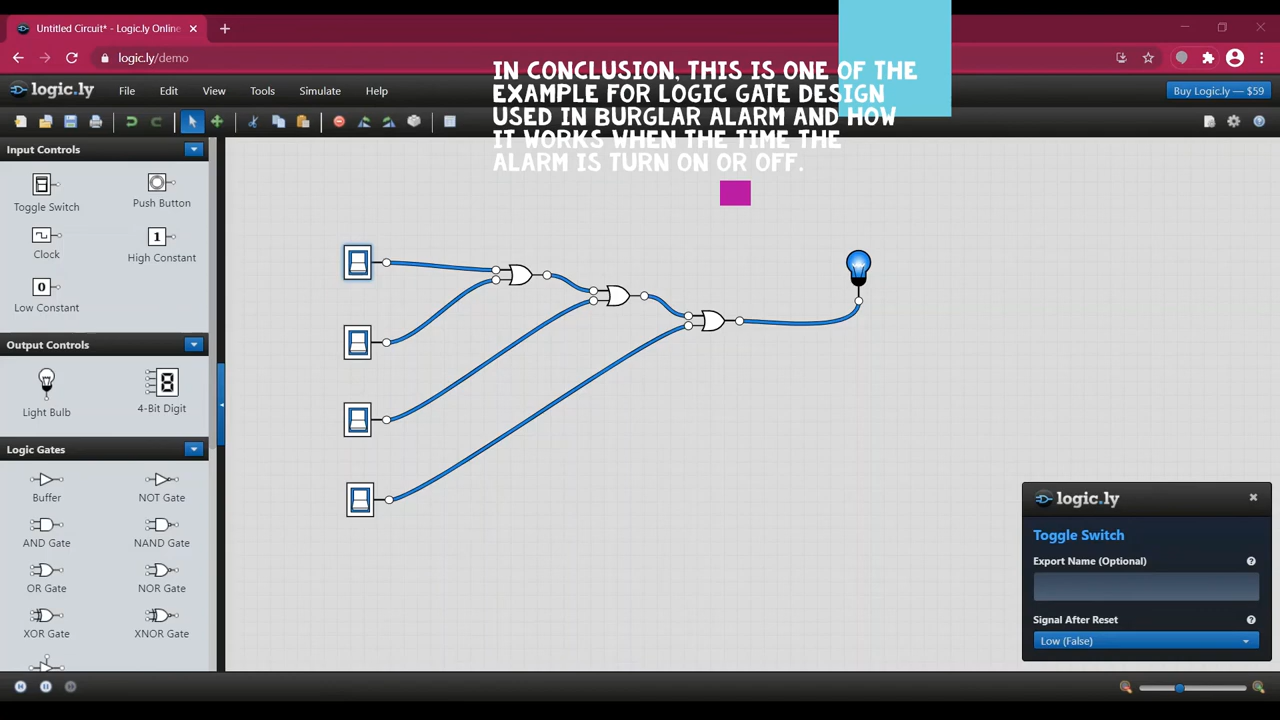 Untitled Circuit* - Logic.ly Online
logic.ly/demo
IN CONCLUSION, THIS IS ONE OF THE
EXAMPLE FOR LOGIC GATE DESIGN
USED IN BURGLAR ALARM AND HOW
IT WORKS WHEN THE TIME THE
ALARM IS TURN ON OR OFF.
logic.ly File Edit View Tools Simulate Help Buy Logic.ly — $59
Input Controls
Toggle Switch Push Button
1
Clock High Constant
0
Low Constant
Output Controls
8
Light Bulb 4-Bit Digit
Logic Gates
Buffer NOT Gate
AND Gate NAND Gate
OR Gate NOR Gate
XOR Gate XNOR Gate
logic.ly
Toggle Switch
Export Name (Optional)
Signal After Reset
Low (False)